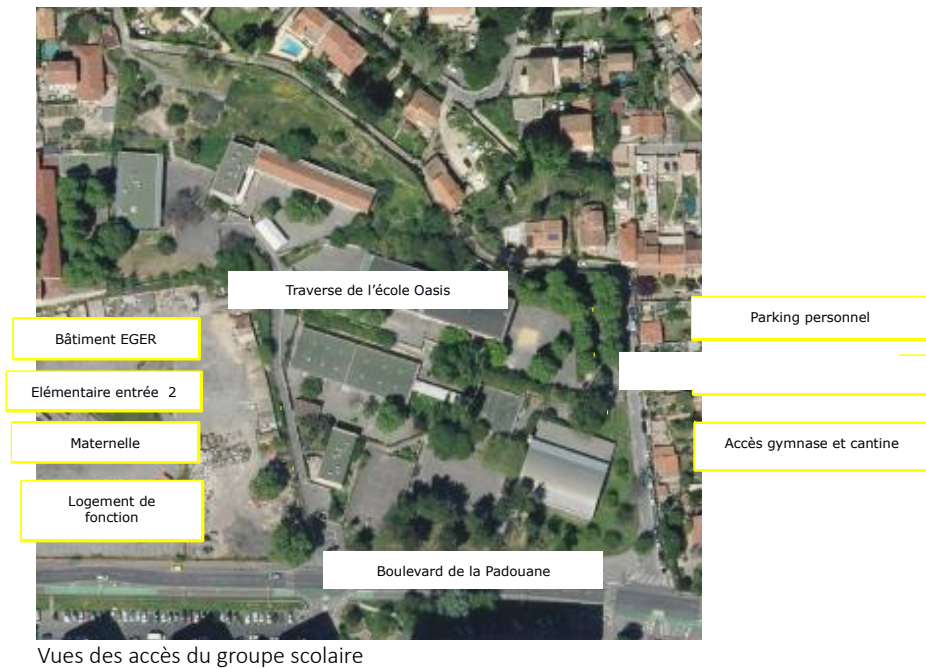 Traverse de l’école Oasis
Bâtiment EGER
Parking personnel
Elémentaire entrée 2
Maternelle
Accès gymnase et cantine
Logement de
fonction
Boulevard de la Padouane
Vues des accès du groupe scolaire